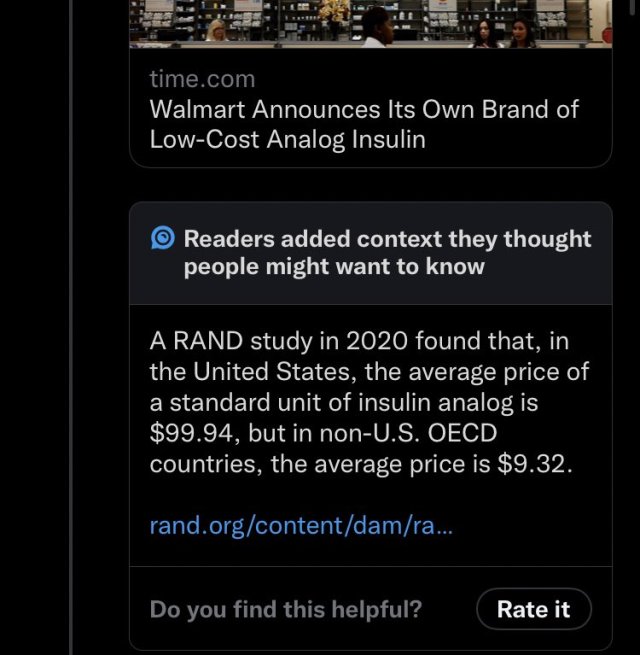 time.com
Walmart Announces Its Own Brand of
Low-Cost Analog Insulin
Readers added context they thought
people might want to know
A RAND study in 2020 found that, in
the United States, the average price of
a standard unit of insulin analog is
$99.94, but in non-U.S. OECD
countries, the average price is $9.32.
rand.org/content/dam/ra...
Do you find this helpful?
Rate it